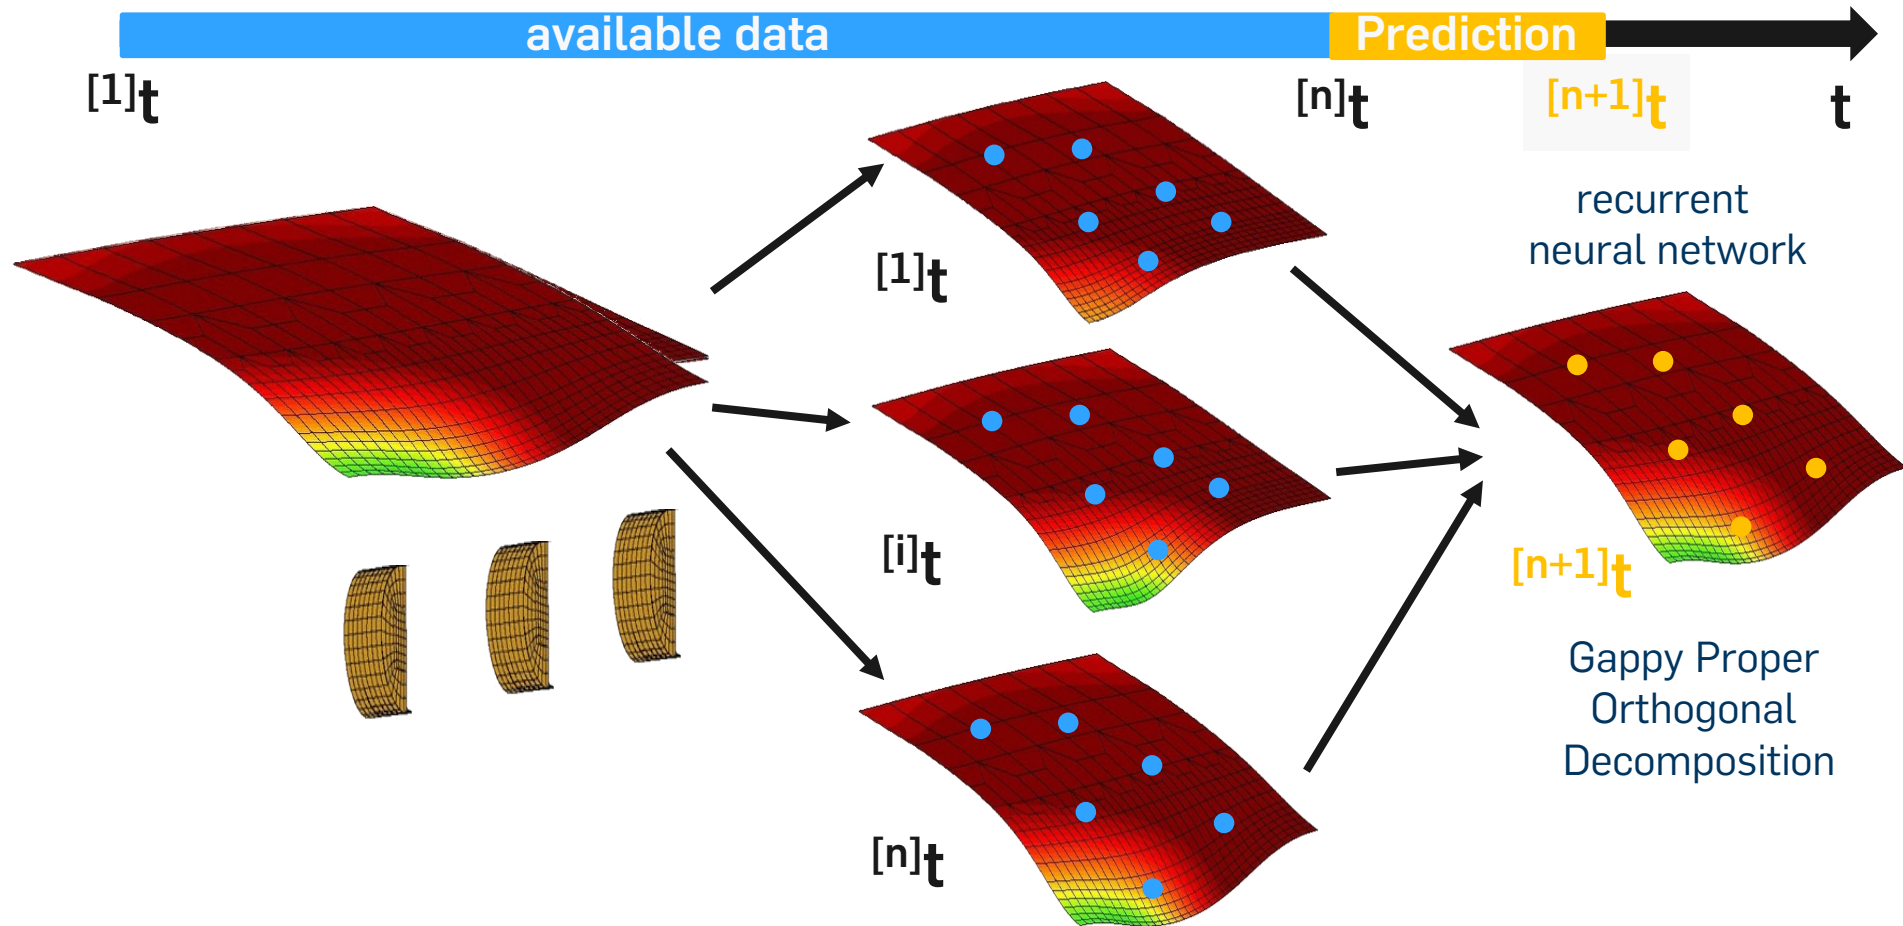 available data
Prediction
[1]t
[n]t
[n+1]t
t
recurrent
neural network
[1]t
[i]t
[n+1]t
Gappy Proper
Orthogonal
Decomposition
[n]t